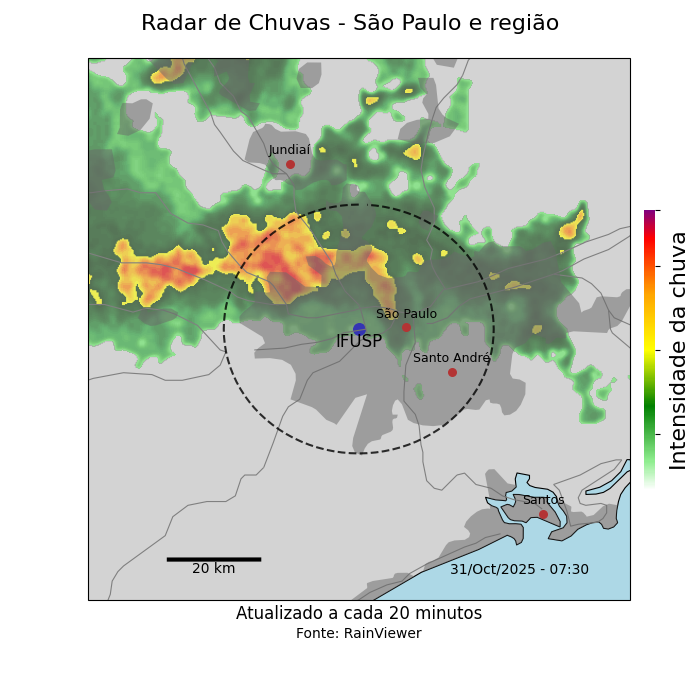 Radar de Chuvas - São Paulo e região
Jundiaí
São Paulo
IFUSP
Santo André
Santos
20 km
31/Oct/2025 - 07:30
Intensidade da chuva
Atualizado a cada 20 minutos
Fonte: RainViewer